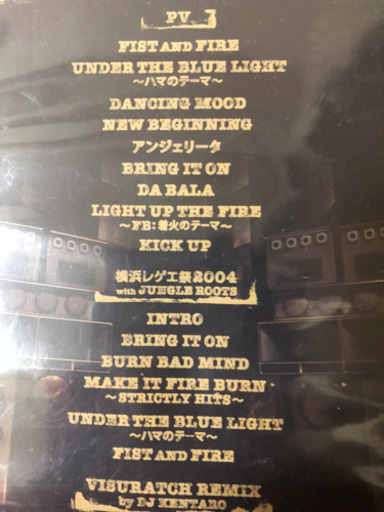 PV
FIST AND FIRE
UNDER THE BLUE LIGHT
〜ハマのテーマ〜
DANCING MOOD
NEW BEGINNING
アンジェリータ
BRING IT ON
DA BALA
LIGHT UP THE FIRE
〜FB:着火のテーマ〜
KICK UP
横浜レゲエ祭2004
with JUNGLE ROOTS
INTRO
BRING IT ON
BURN BAD MIND
MAKE IT FIRE BURN
〜STRICTLY HITS〜
UNDER THE BLUE LIGHT
〜ハマのテーマ〜
FIST AND FIRE
VISURATCH REMIX
by DJ KENTARO